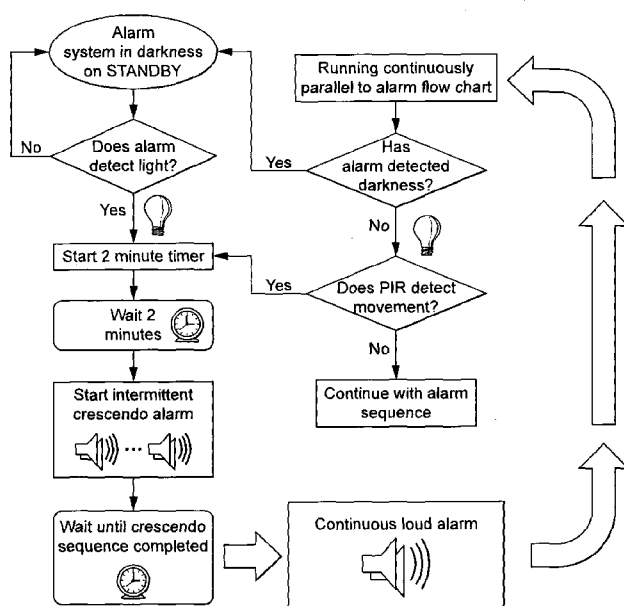 Alarm
system in darkness
on STANDBY
No
Does alarm
detect light?
Yes
Start 2 minute timer
Wait 2
minutes
Start intermittent
crescendo alarm
Wait until crescendo
sequence completed
Running continuously
parallel to alarm flow chart
Yes
Has
alarm detected
darkness?
No
Yes
Does PIR detect
movement?
No
Continue with alarm
sequence
Continuous loud alarm